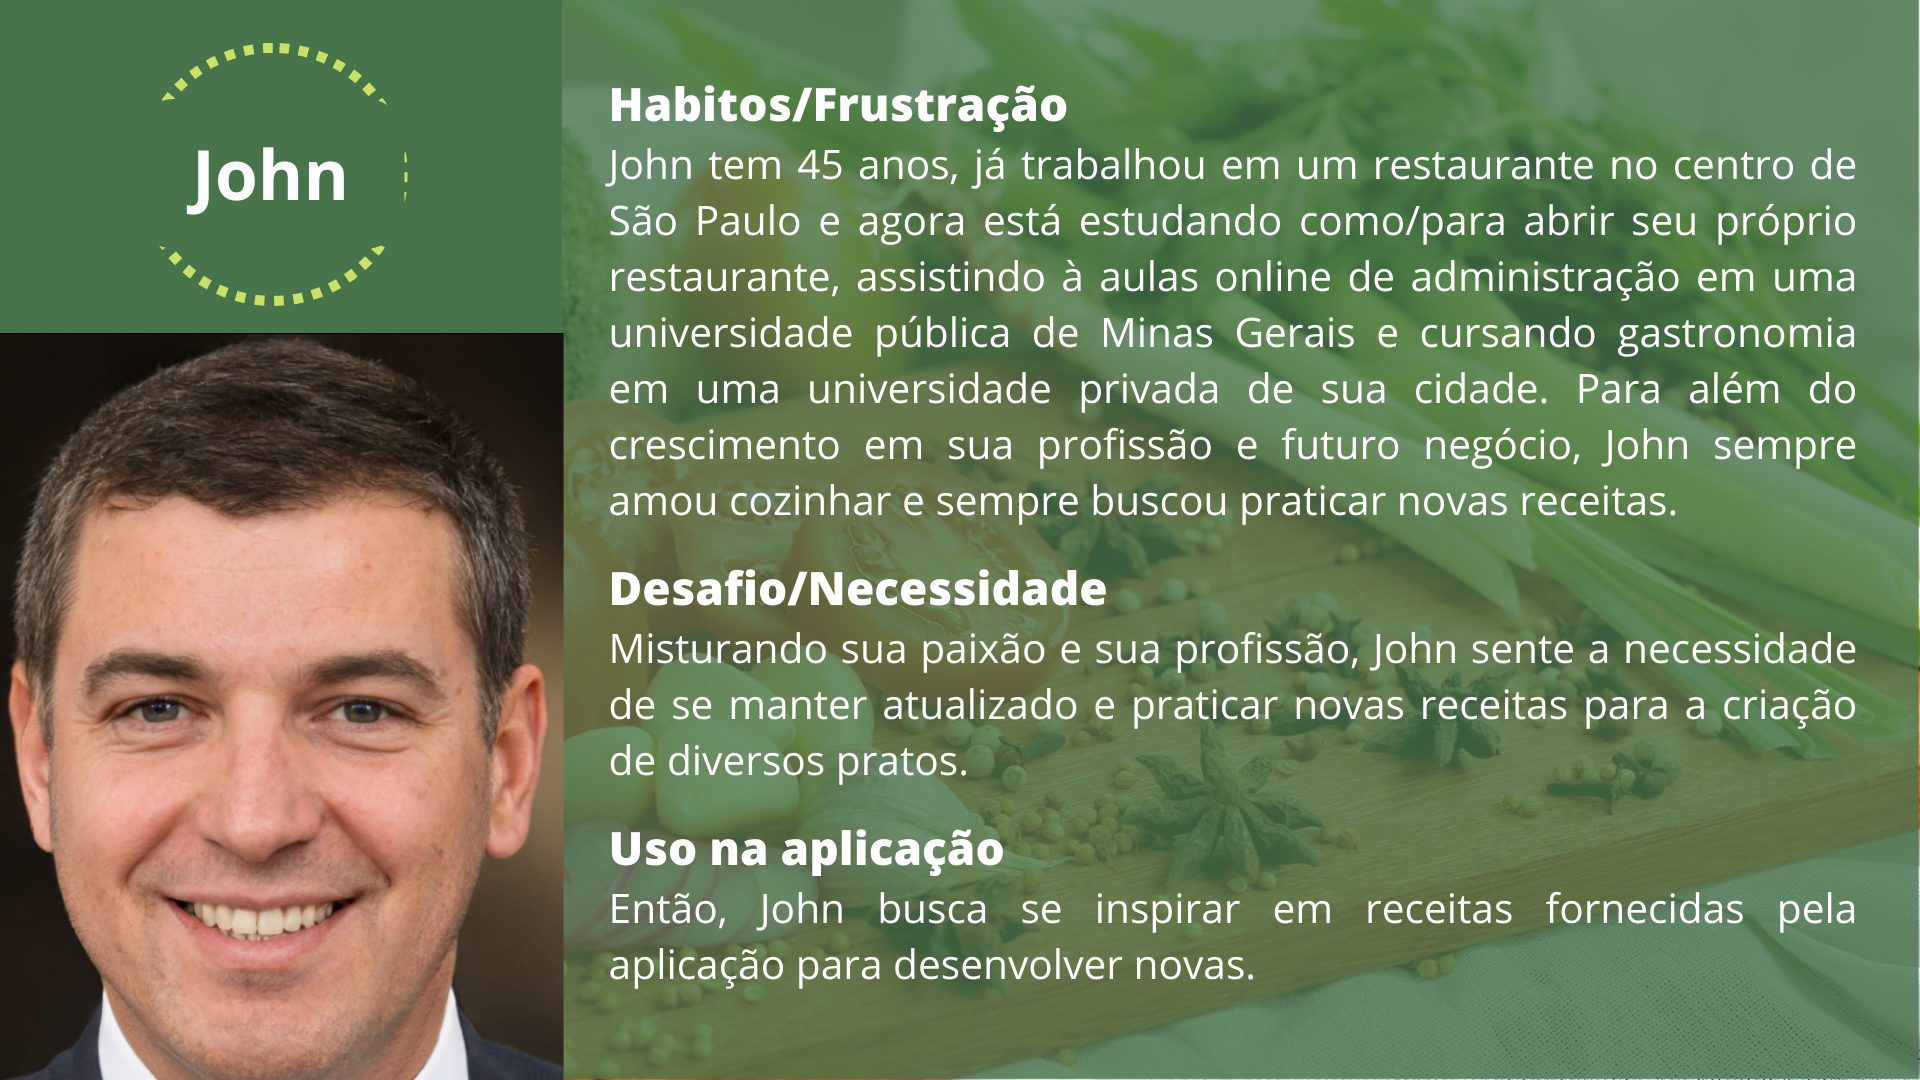 John
Habitos/Frustração
John tem 45 anos, já trabalhou em um restaurante no centro de
São Paulo e agora está estudando como/para abrir seu próprio
restaurante, assistindo à aulas online de administração em uma
universidade pública de Minas Gerais e cursando gastronomia
em uma universidade privada de sua cidade. Para além do
crescimento em sua profissão e futuro negócio, John sempre
amou cozinhar e sempre buscou praticar novas receitas.
Desafio/Necessidade
Misturando sua paixão e sua profissão, John sente a necessidade
de se manter atualizado e praticar novas receitas para a criação
de diversos pratos.
Uso na aplicação
Então, John busca se inspirar em receitas fornecidas pela
aplicação para desenvolver novas.